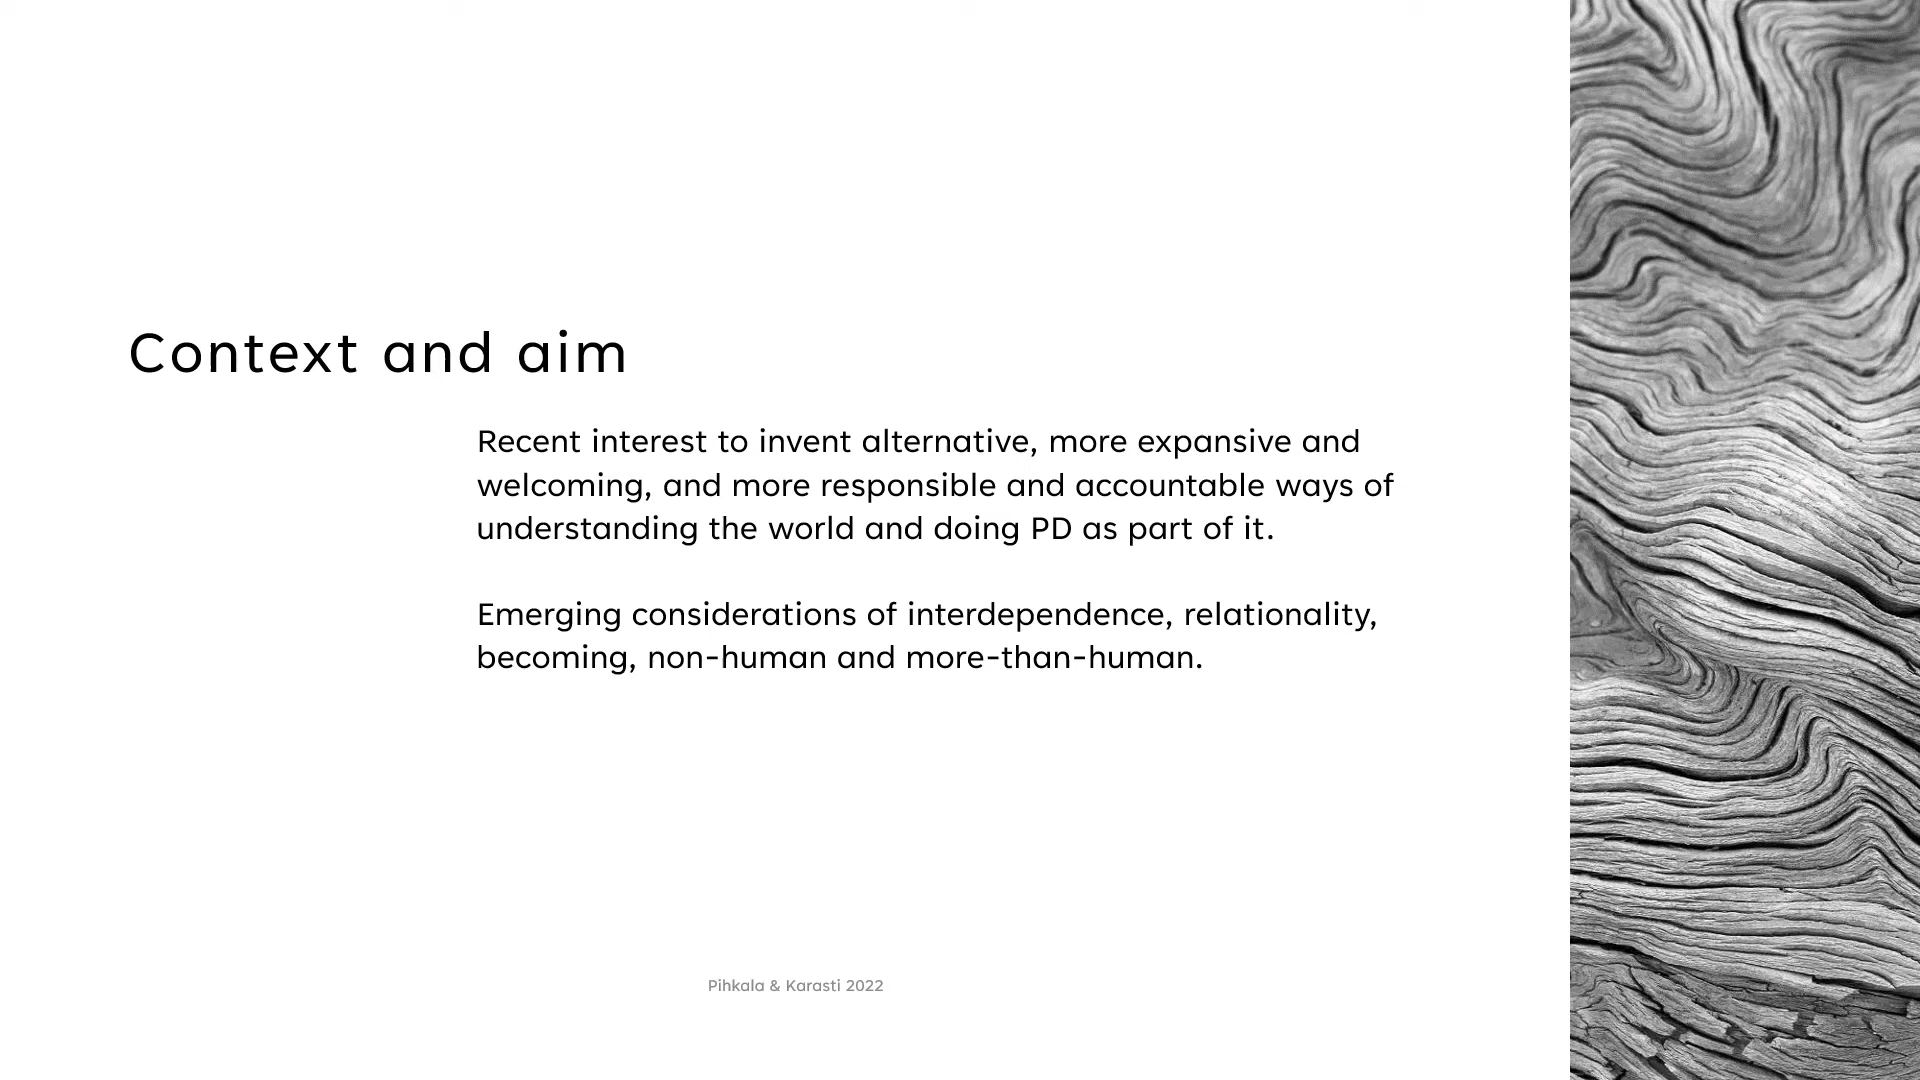 Context and aim
Recent interest to invent alternative, more expansive and
welcoming, and more responsible and accountable ways of
understanding the world and doing PD as part of it.
Emerging considerations of interdependence, relationality,
becoming, non-human and more-than-human.
Pihkala & Karasti 2022